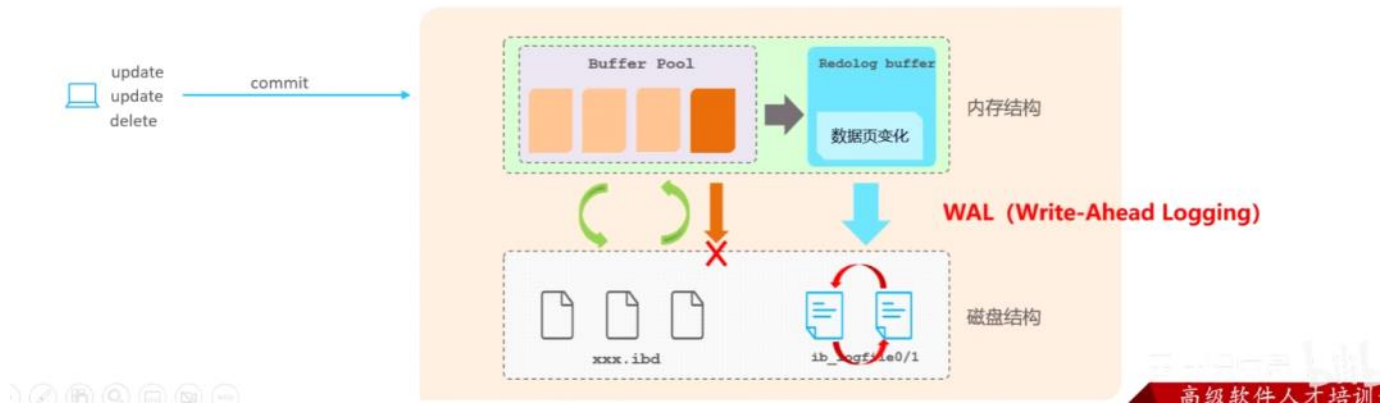 update
update
delete
commit
Buffer Pool
Redolog buffer
数据页变化
内存结构
WAL（Write-Ahead Logging）
xxx.ibd
ib_logfile0/1
磁盘结构
高级软件人才培训